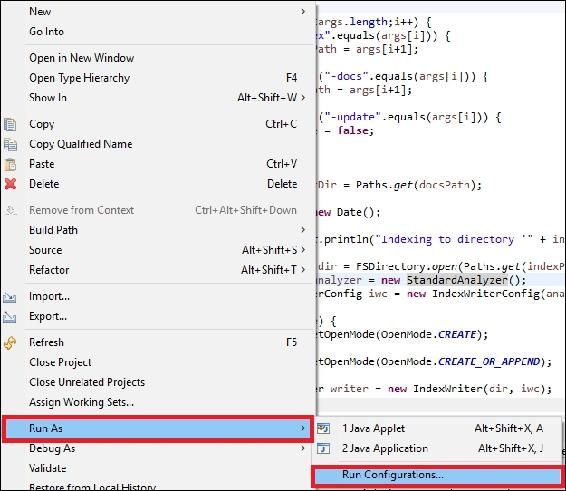 New
Go Into
Open in New Window
Open Type Hierarchy F4
Show In Alt+Shift+W
Copy Ctrl+C
Copy Qualified Name
Paste Ctrl+V
Delete Delete
Remove from Context Ctrl+Alt+Shift+Down
Build Path
Source Alt+Shift+S
Refactor Alt+Shift+T
Import...
Export...
Refresh F5
Close Project
Close Unrelated Projects
Assign Working Sets...
Run As
Debug As
Validate
Restore from Local History
1 Java Applet Alt+Shift+X, A
2 Java Application Alt+Shift+X, J
Run Configurations...
args.length;i++) {
".equals(args[i])) {
= args[i+1];
("-docs".equals(args[i])) {
= args[i+1];
("-update".equals(args[i])) {
= false;
Dir = Paths.get(docsPath);
new Date();
.println("Indexing to directory '" + in
dir = FSDirectory.open(Paths.get(indexP
analyzer = new StandardAnalyzer();
erConfig iwc = new IndexWriterConfig(ana
) {
etOpenMode(OpenMode.CREATE);
etOpenMode(OpenMode.CREATE_OR_APPEND);
er writer = new IndexWriter(dir, iwc);